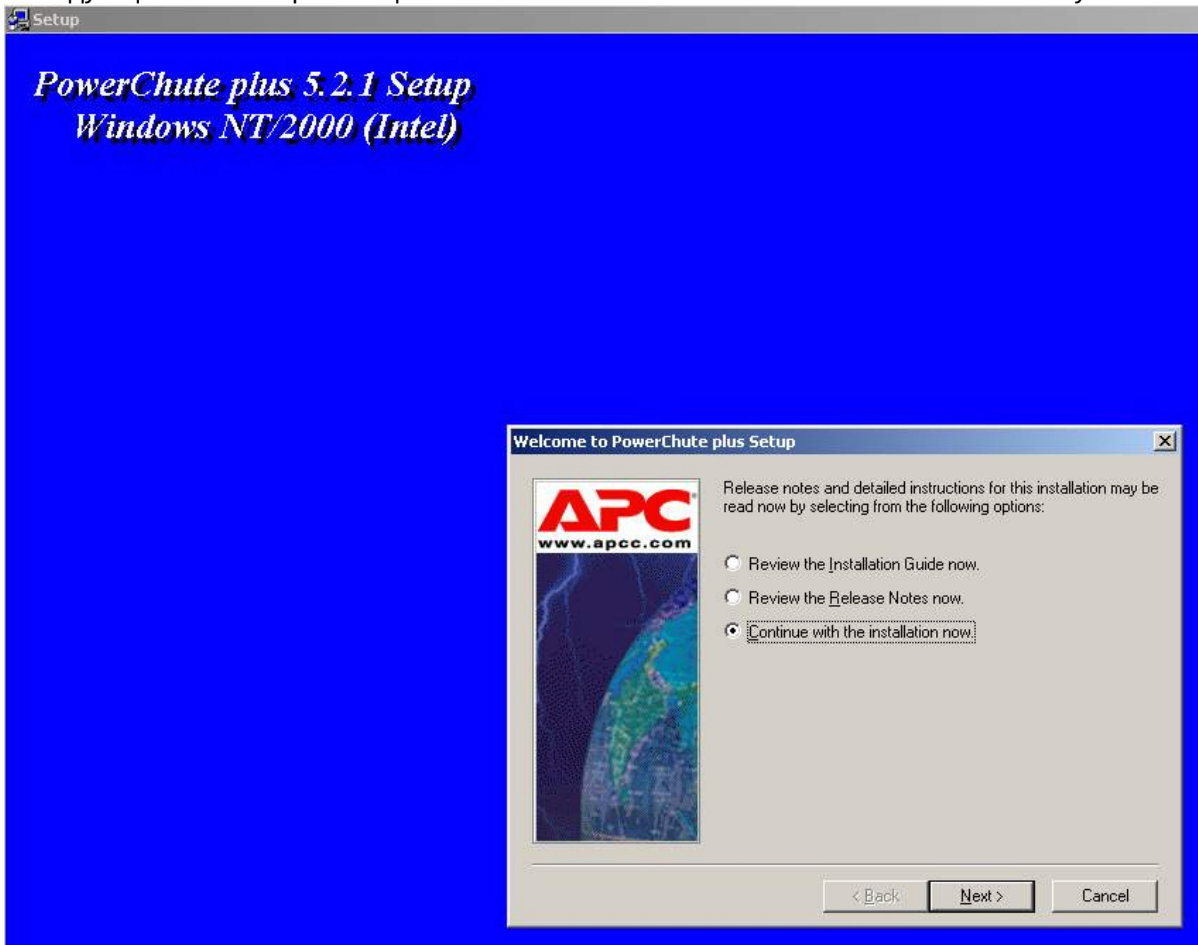 Setup
PowerChute plus 5.2.1 Setup
Windows NT/2000 (Intel)
Welcome to PowerChute plus Setup
APC
www.apcc.com
Release notes and detailed instructions for this installation may be
read now by selecting from the following options:
Review the Installation Guide now.
Review the Release Notes now.
Continue with the installation now.
< Back
Next >
Cancel